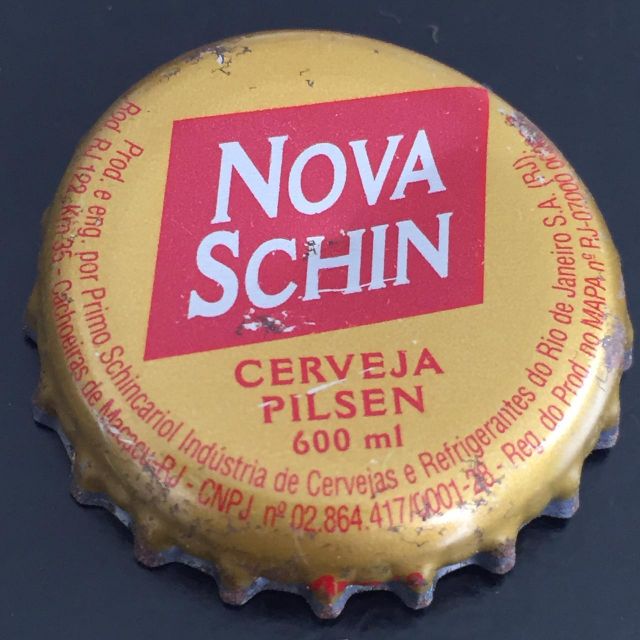 NOVA
SCHIN
CERVEJA
PILSEN
600 ml
Prod. e eng. por Primo Schincariol Indústria de Cervejas e Refrigerantes do Rio de Janeiro S.A. (RJ).
Rod. RJ 122, Km 35 - Cachoeiras de Macacu-RJ - CNPJ nº 02.864.417/0001-28 - Reg. do Prod. no MAPA nº RJ-07000